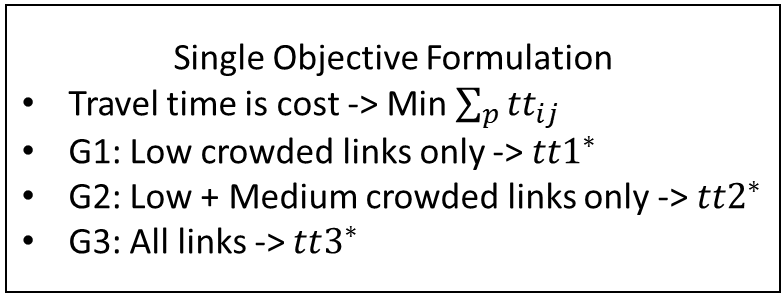 Single Objective Formulation
• Travel time is cost -> Min ∑ₚ 𝑡𝑡ᵢⱼ
• G1: Low crowded links only -> 𝑡𝑡1*
• G2: Low + Medium crowded links only -> 𝑡𝑡2*
• G3: All links -> 𝑡𝑡3*